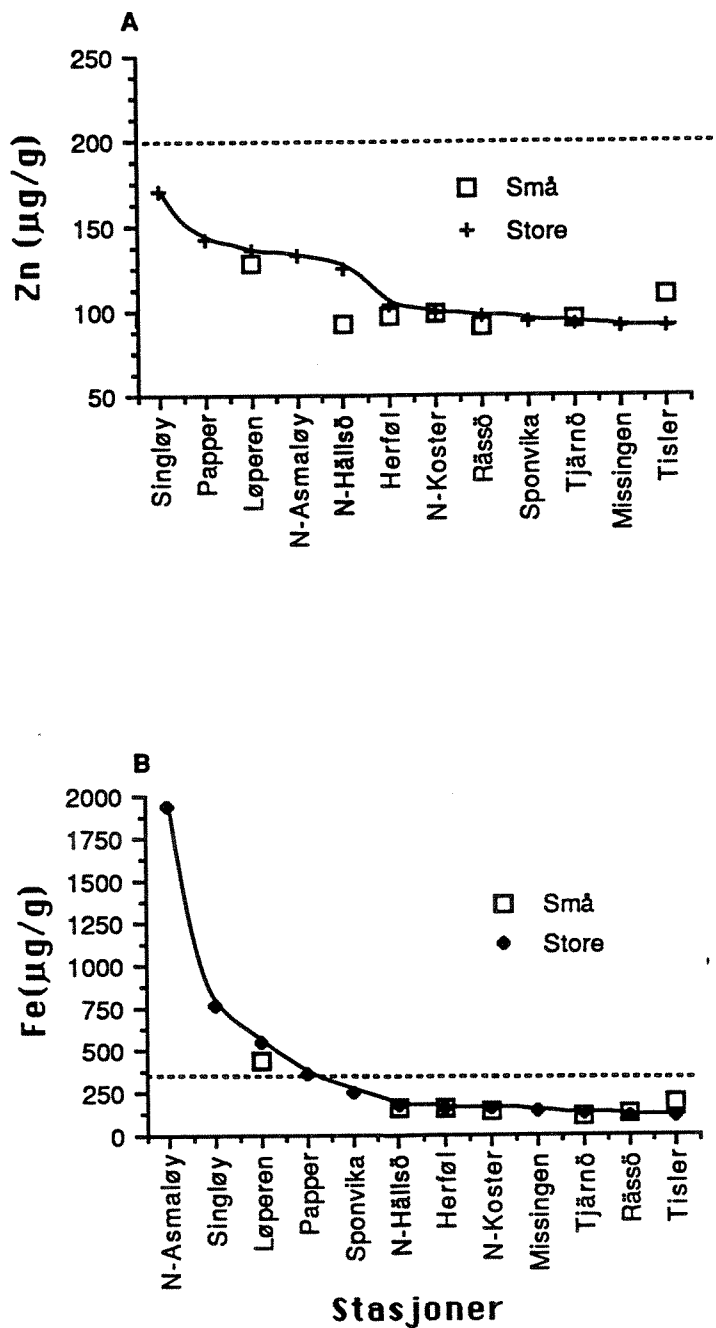 A
Zn (µg/g)
250
200
150
100
50
Små
Store
Singløy
Papper
Løperen
N-Asmaløy
N-Hällsö
Herføl
N-Koster
Rässö
Sponvika
Tjärnö
Missingen
Tisler
B
Fe(µg/g)
2000
1750
1500
1250
1000
750
500
250
0
Små
Store
N-Asmaløy
Singløy
Løperen
Papper
Sponvika
N-Hällsö
Herføl
N-Koster
Missingen
Tjärnö
Rässö
Tisler
Stasjoner